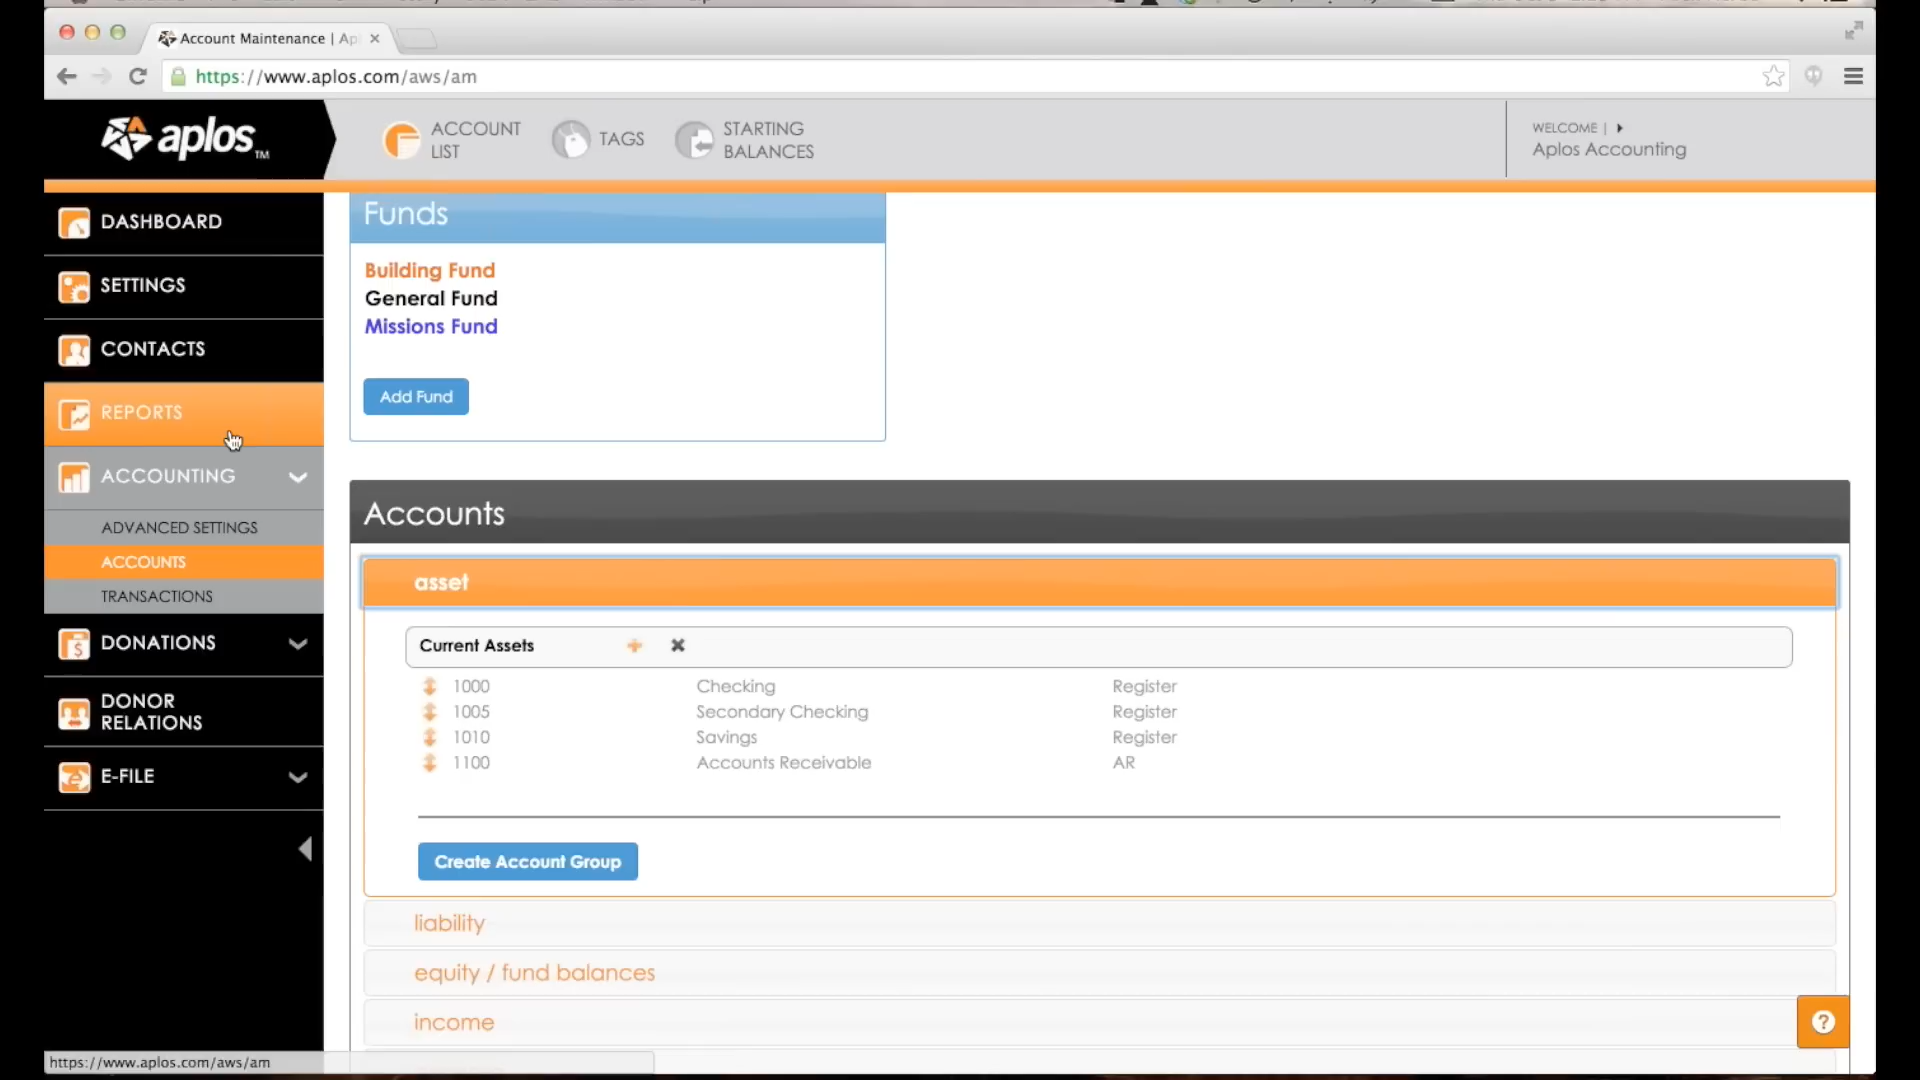 Account Maintenance | Ap
https://www.aplos.com/aws/am
aplos™
ACCOUNT
LIST
TAGS
STARTING
BALANCES
WELCOME |
Aplos Accounting
DASHBOARD
SETTINGS
CONTACTS
REPORTS
ACCOUNTING
ADVANCED SETTINGS
ACCOUNTS
TRANSACTIONS
DONATIONS
DONOR
RELATIONS
E-FILE
Funds
Building Fund
General Fund
Missions Fund
Add Fund
Accounts
asset
Current Assets
1000 Checking Register
1005 Secondary Checking Register
1010 Savings Register
1100 Accounts Receivable AR
Create Account Group
liability
equity / fund balances
income
?
https://www.aplos.com/aws/am